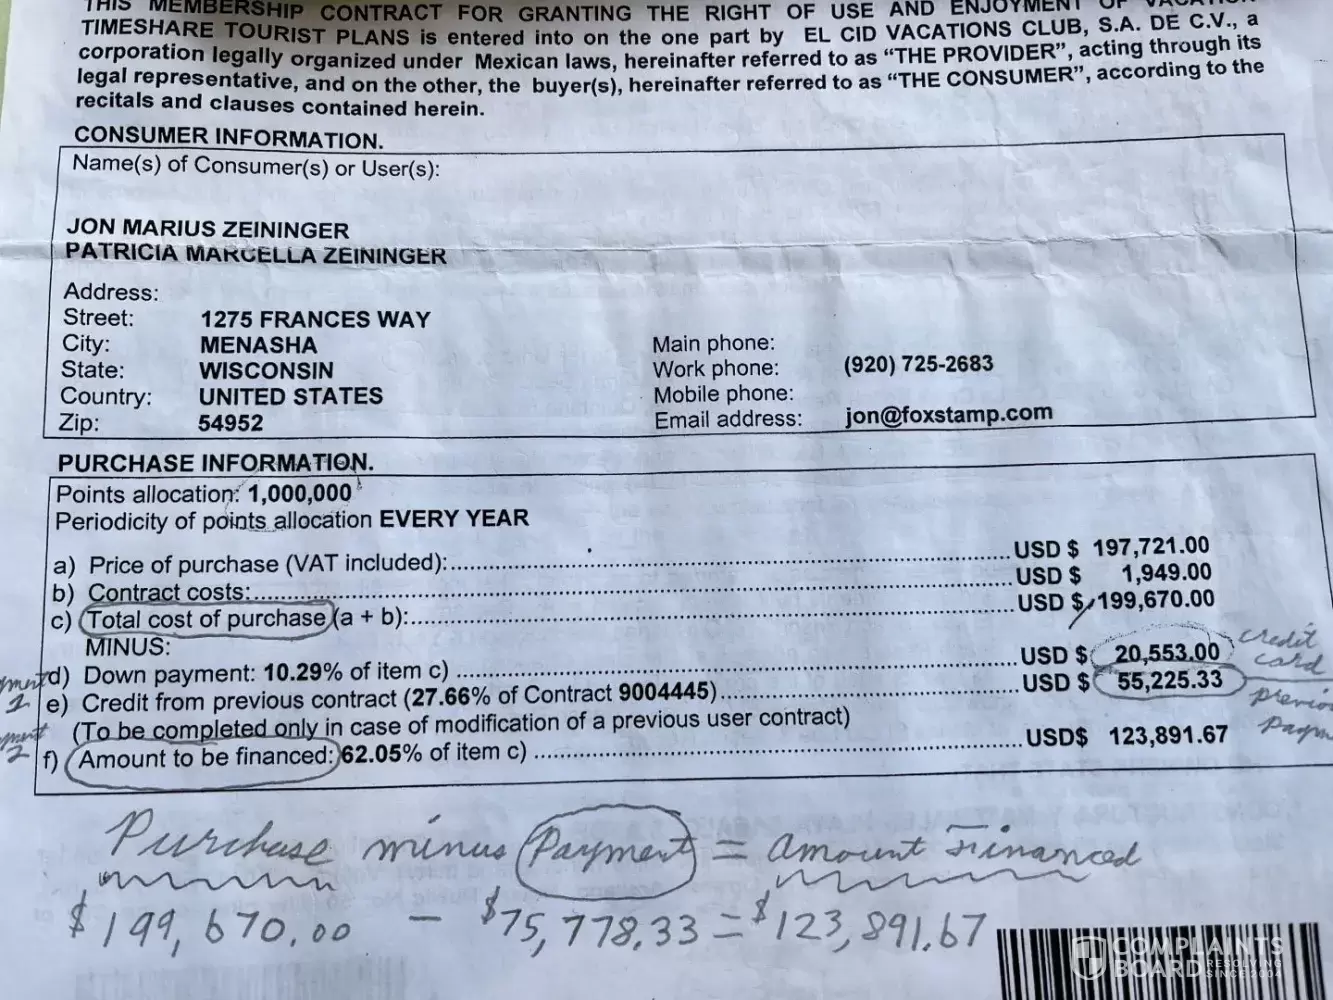 THIS MEMBERSHIP CONTRACT FOR GRANTING THE RIGHT OF USE AND ENJOYMENT OF
TIMESHARE TOURIST PLANS is entered into on the one part by EL CID VACATIONS CLUB, S.A. DE C.V., a
corporation legally organized under Mexican laws, hereinafter referred to as “THE PROVIDER”, acting through its
legal representative, and on the other, the buyer(s), hereinafter referred to as “THE CONSUMER”, according to the
recitals and clauses contained herein.
CONSUMER INFORMATION.
Name(s) of Consumer(s) or User(s):
JON MARIUS ZEININGER
PATRICIA MARCELLA ZEININGER
Address:
Street: 1275 FRANCES WAY
City: MENASHA Main phone:
State: WISCONSIN Work phone: (920) 725-2683
Country: UNITED STATES Mobile phone:
Zip: 54952 Email address: jon@foxstamp.com
PURCHASE INFORMATION.
Points allocation: 1,000,000
Periodicity of points allocation EVERY YEAR
a) Price of purchase (VAT included):.......... USD $ 197,721.00
b) Contract costs:.......... USD $ 1,949.00
c) Total cost of purchase (a + b):.......... USD $ 199,670.00
MINUS:
d) Down payment: 10.29% of item c) .......... USD $ 20,553.00 credit card
e) Credit from previous contract (27.66% of Contract 9004445).......... USD $ 55,225.33
(To be completed only in case of modification of a previous user contract)
f) Amount to be financed: 62.05% of item c) .......... USD$ 123,891.67
Purchase minus Payment = amount Financed
$199,670.00 - $75,778.33 = $123,891.67
COMPLAINTS
BOARD RESOLVING
SINCE 2004